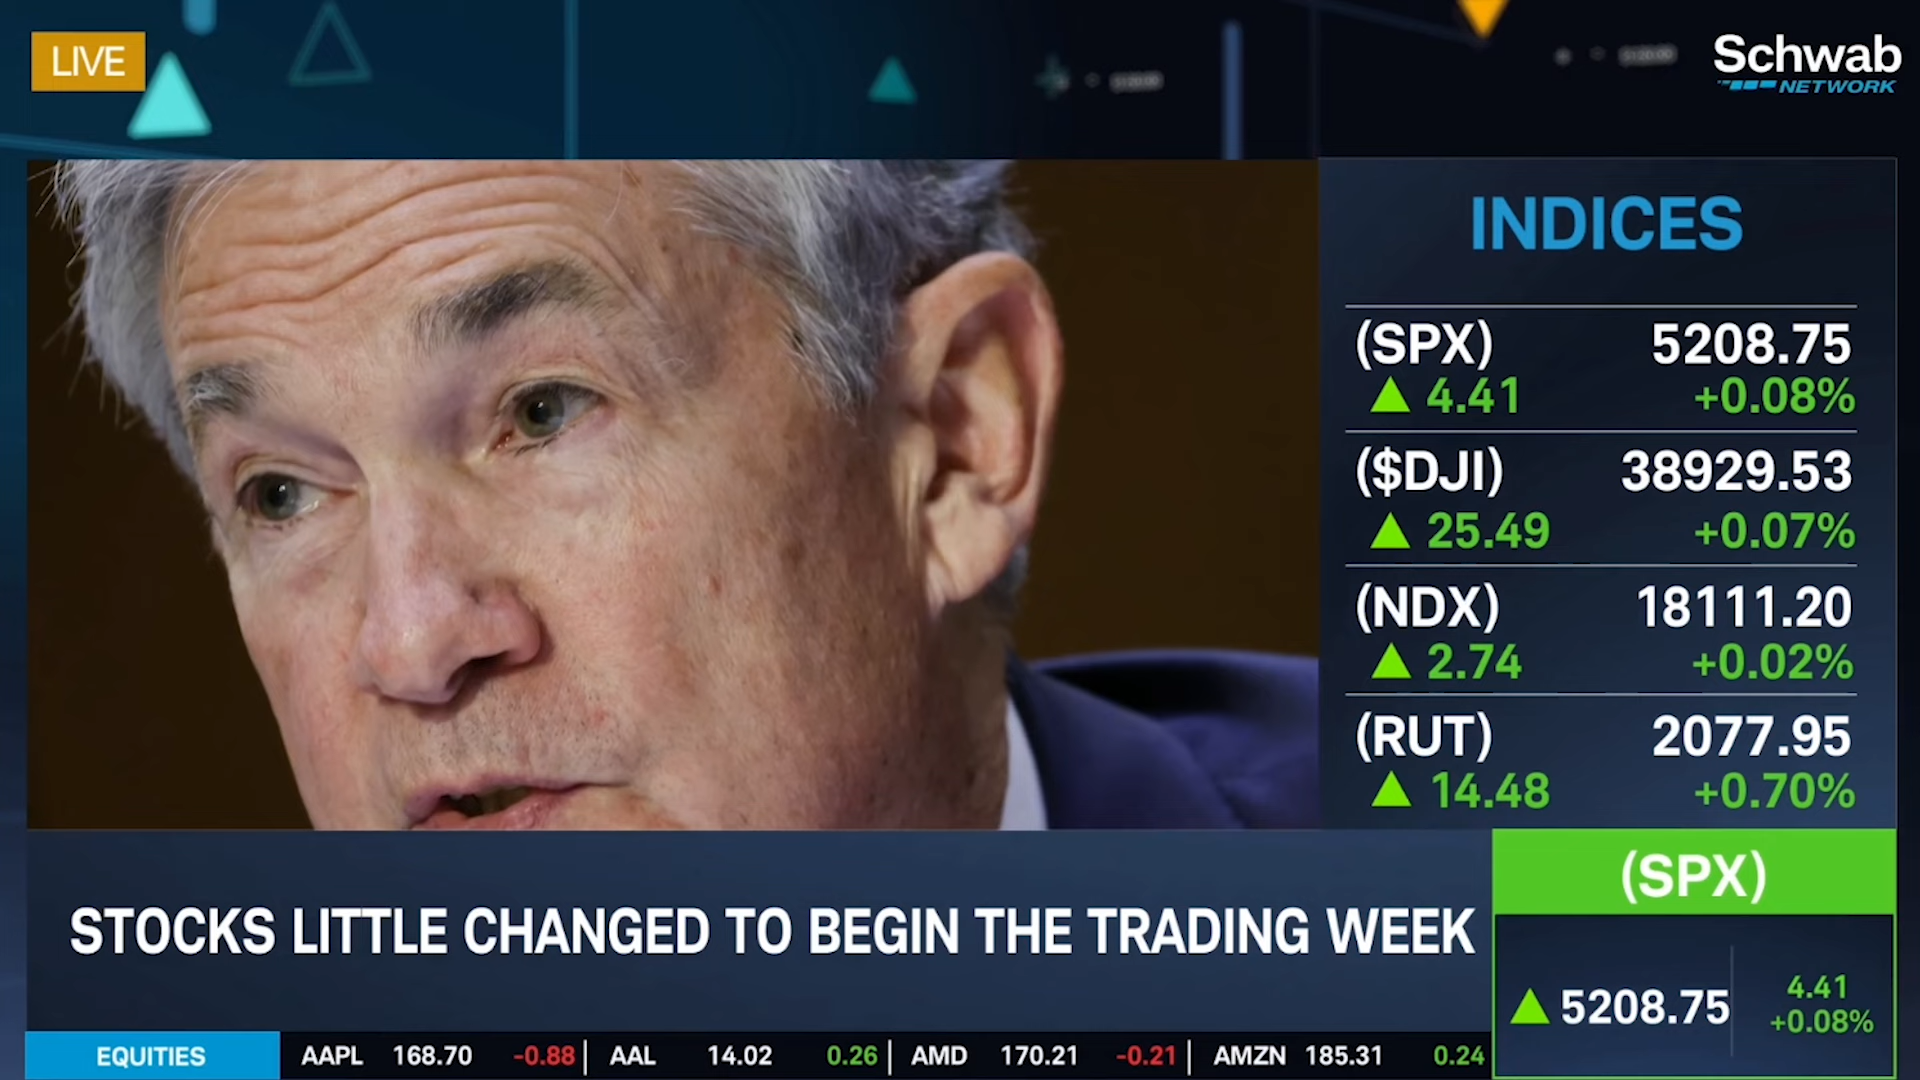 LIVE
Schwab
NETWORK
INDICES
(SPX) 5208.75
▲ 4.41 +0.08%
($DJI) 38929.53
▲ 25.49 +0.07%
(NDX) 18111.20
▲ 2.74 +0.02%
(RUT) 2077.95
▲ 14.48 +0.70%
STOCKS LITTLE CHANGED TO BEGIN THE TRADING WEEK
(SPX)
▲ 5208.75 4.41
+0.08%
EQUITIES AAPL 168.70 -0.88 | AAL 14.02 0.26 | AMD 170.21 -0.21 | AMZN 185.31 0.24